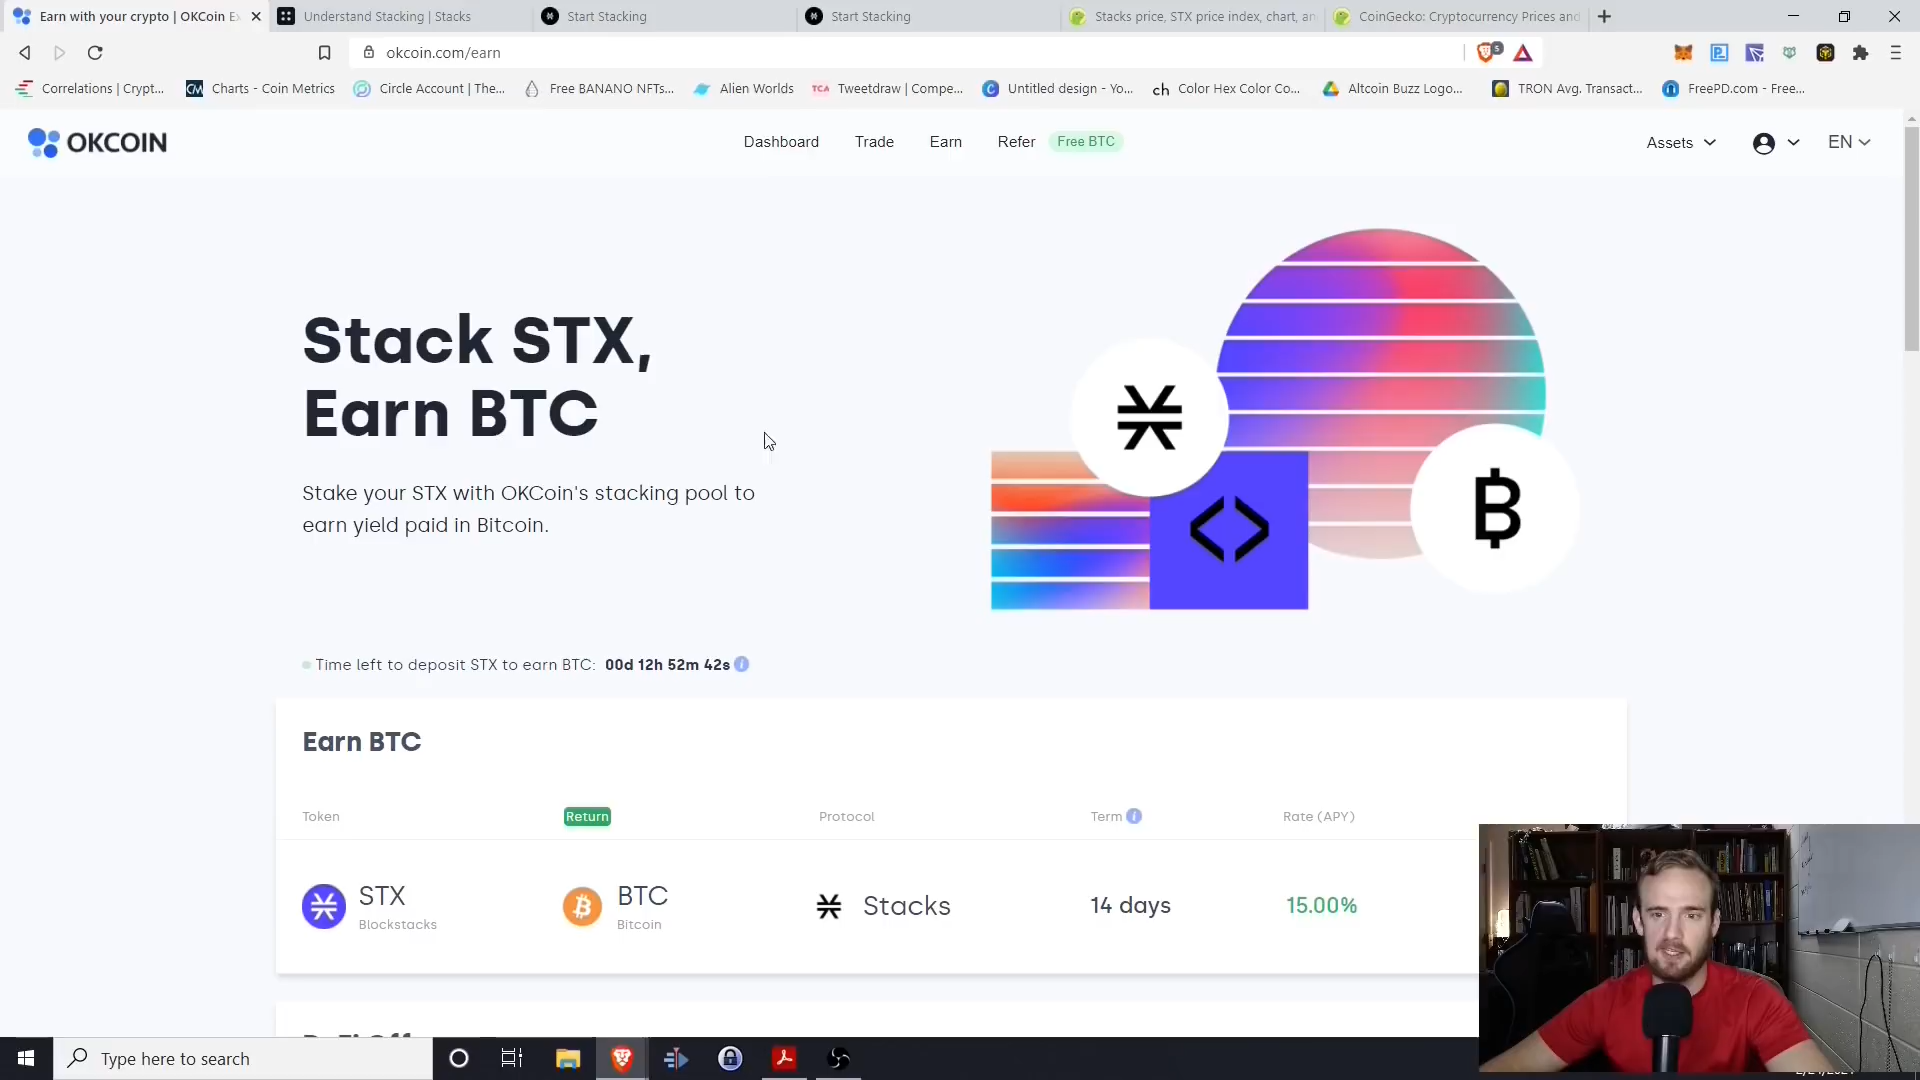 Earn with your crypto | OKCoin Ex
Understand Stacking | Stacks
Start Stacking
Start Stacking
Stacks price, STX price index, chart, an
CoinGecko: Cryptocurrency Prices and
okcoin.com/earn
5
Correlations | Crypt...
CM
Charts - Coin Metrics
Circle Account | The...
Free BANANO NFTs...
Alien Worlds
TCA
Tweetdraw | Compe...
Untitled design - Yo...
ch
Color Hex Color Co...
Altcoin Buzz Logo...
TRON Avg. Transact...
FreePD.com - Free...
OKCOIN
Dashboard
Trade
Earn
Refer
Free BTC
Assets
EN
Stack STX,
Earn BTC
Stake your STX with OKCoin's stacking pool to
earn yield paid in Bitcoin.
Time left to deposit STX to earn BTC: 00d 12h 52m 42s
Earn BTC
Token
Return
Protocol
Term
Rate (APY)
STX
Blockstacks
BTC
Bitcoin
Stacks
14 days
15.00%
Type here to search